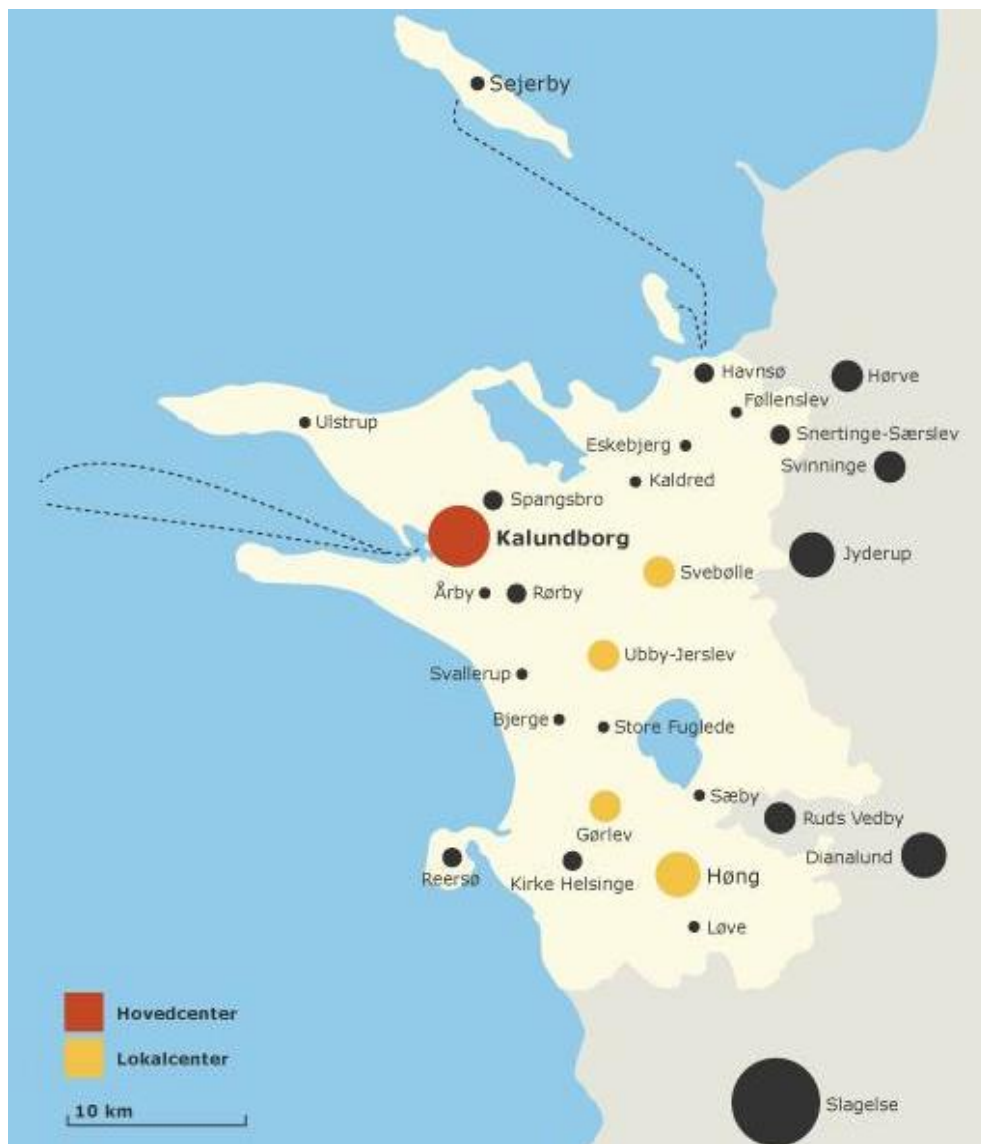 Sejerby
Havnsø
Hørve
Føllenslev
Ulstrup
Snertinge-Særslev
Eskebjerg
Svinninge
Kaldred
Spangsbro
Kalundborg
Jyderup
Svebølle
Årby
Rørby
Ubby-Jerslev
Svallerup
Bjerge
Store Fuglede
Sæby
Ruds Vedby
Gørlev
Dianalund
Reersø
Kirke Helsinge
Høng
Løve
Hovedcenter
Lokalcenter
10 km
Slagelse